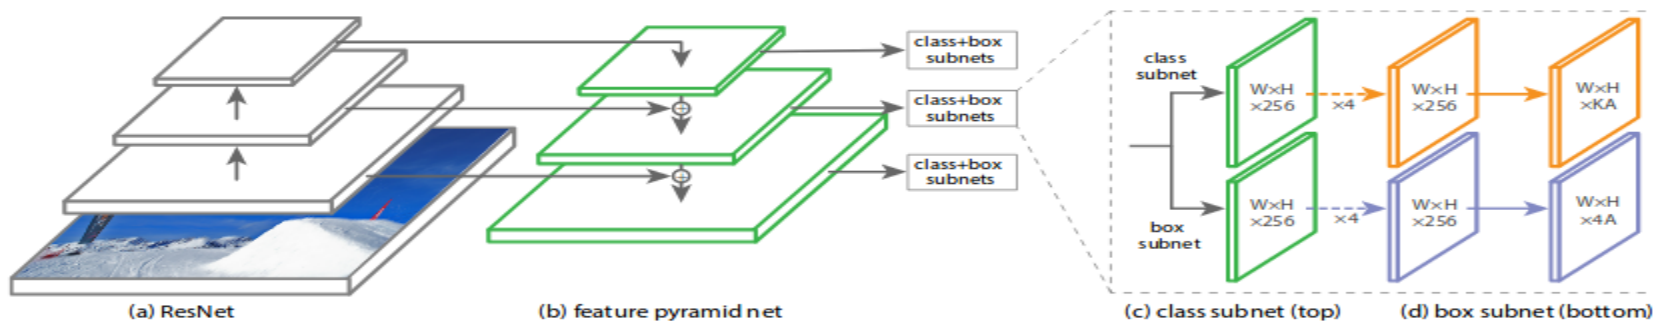 class+box
subnets
class+box
subnets
class+box
subnets
class
subnet
W×H
×256
×4
W×H
×256
W×H
×KA
box
subnet
W×H
×256
×4
W×H
×256
W×H
×4A
(a) ResNet
(b) feature pyramid net
(c) class subnet (top)
(d) box subnet (bottom)